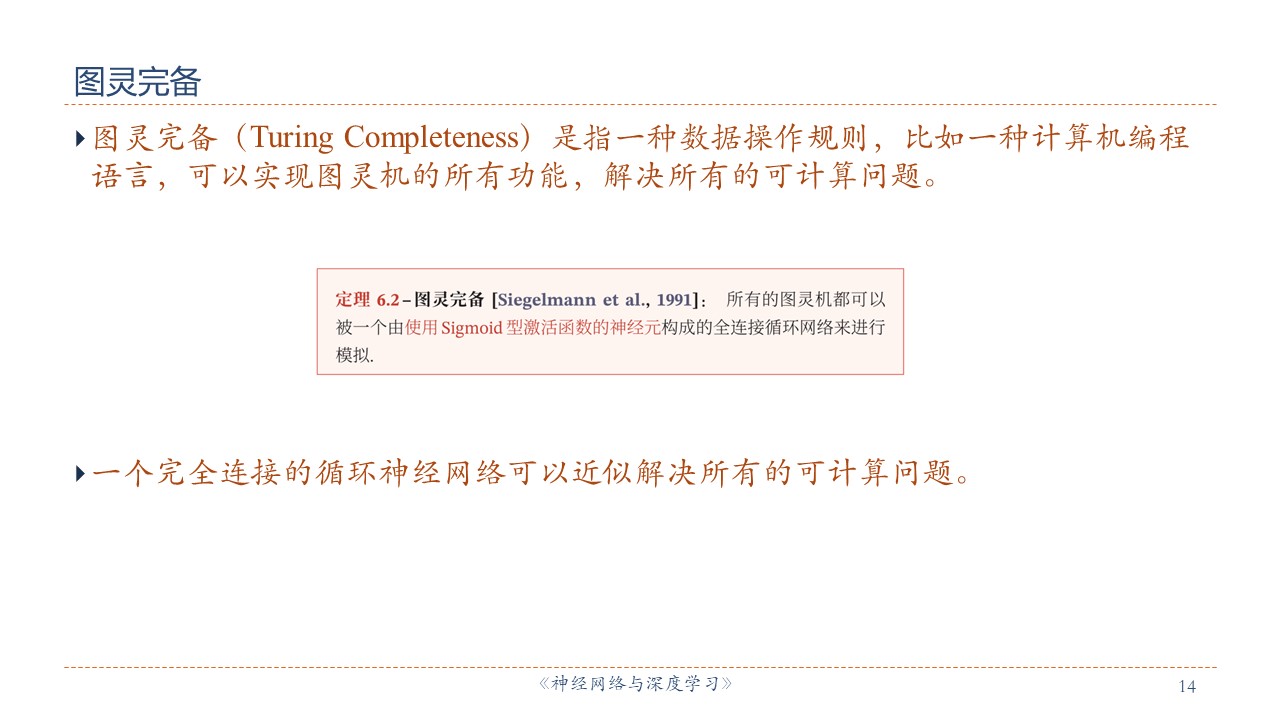 图灵完备
图灵完备（Turing Completeness）是指一种数据操作规则，比如一种计算机编程
语言，可以实现图灵机的所有功能，解决所有的可计算问题。
定理 6.2–图灵完备 [Siegelmann et al., 1991]： 所有的图灵机都可以
被一个由使用 Sigmoid 型激活函数的神经元构成的全连接循环网络来进行
模拟.
一个完全连接的循环神经网络可以近似解决所有的可计算问题。
《神经网络与深度学习》
14